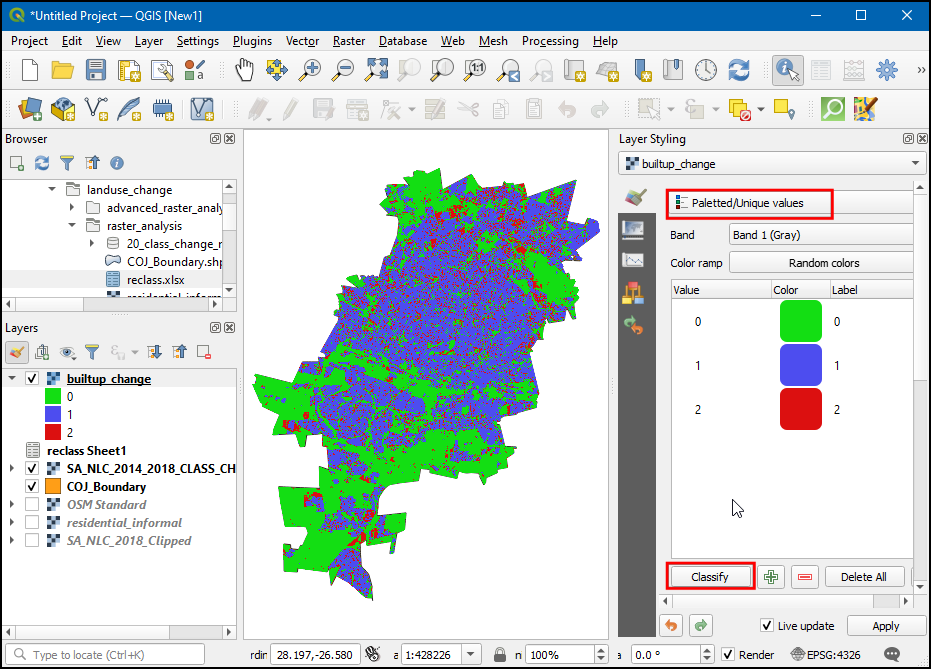 *Untitled Project — QGIS [New1]
Project Edit View Layer Settings Plugins Vector Raster Database Web Mesh Processing Help
1:1
a
»
Browser
landuse_change
advanced_raster_analy
raster_analysis
20_class_change_r
COJ_Boundary.shp
reclass.xlsx
residential_inform
Layers
builtup_change
0
1
2
reclass Sheet1
SA_NLC_2014_2018_CLASS_CH
COJ_Boundary
OSM Standard
residential_informal
SA_NLC_2018_Clipped
Layer Styling
builtup_change
Paletted/Unique values
Band Band 1 (Gray)
Color ramp Random colors
Value Color Label
0 0
1 1
2 2
Classify Delete All
Live update Apply
Type to locate (Ctrl+K) rdin 28.197,-26.580 a 1:428226 n 100% a 0.0 ° Render EPSG:4326